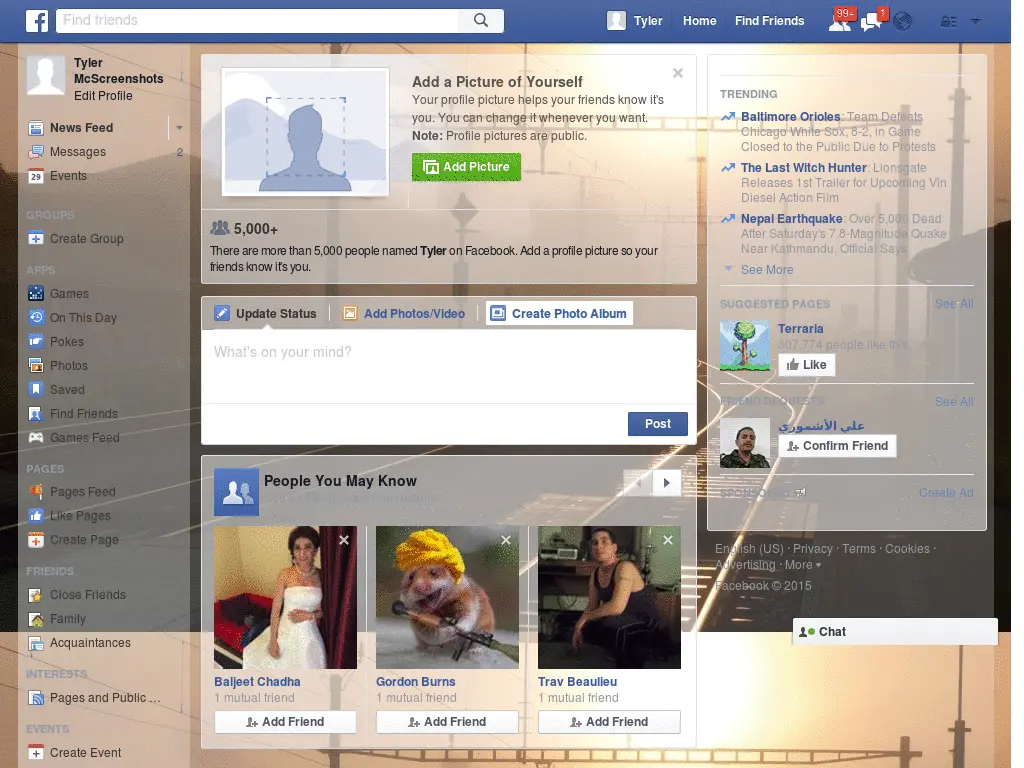 f
Find friends
Tyler
Home
Find Friends
99+
1
Tyler
McScreenshots
Edit Profile
News Feed
Messages
2
29
Events
GROUPS
Create Group
APPS
Games
On This Day
Pokes
Photos
Saved
Find Friends
Games Feed
PAGES
Pages Feed
Like Pages
Create Page
FRIENDS
Close Friends
Family
Acquaintances
INTERESTS
Pages and Public ...
EVENTS
Create Event
Add a Picture of Yourself
Your profile picture helps your friends know it's
you. You can change it whenever you want.
Note: Profile pictures are public.
Add Picture
5,000+
There are more than 5,000 people named Tyler on Facebook. Add a profile picture so your
friends know it's you.
Update Status
Add Photos/Video
Create Photo Album
What's on your mind?
Post
People You May Know
Baljeet Chadha
1 mutual friend
Add Friend
Gordon Burns
1 mutual friend
Add Friend
Trav Beaulieu
1 mutual friend
Add Friend
TRENDING
Baltimore Orioles: Team Defeats
Chicago White Sox, 8-2, in Game
Closed to the Public Due to Protests
The Last Witch Hunter: Lionsgate
Releases 1st Trailer for Upcoming Vin
Diesel Action Film
Nepal Earthquake: Over 5,000 Dead
After Saturday's 7.8-Magnitude Quake
Near Kathmandu, Official Says
See More
SUGGESTED PAGES
See All
Terraria
307,774 people like this.
Like
FRIEND REQUESTS
See All
علي الأشموري
Confirm Friend
SPONSORED
Create Ad
English (US) · Privacy · Terms · Cookies ·
Advertising · More
Facebook © 2015
Chat